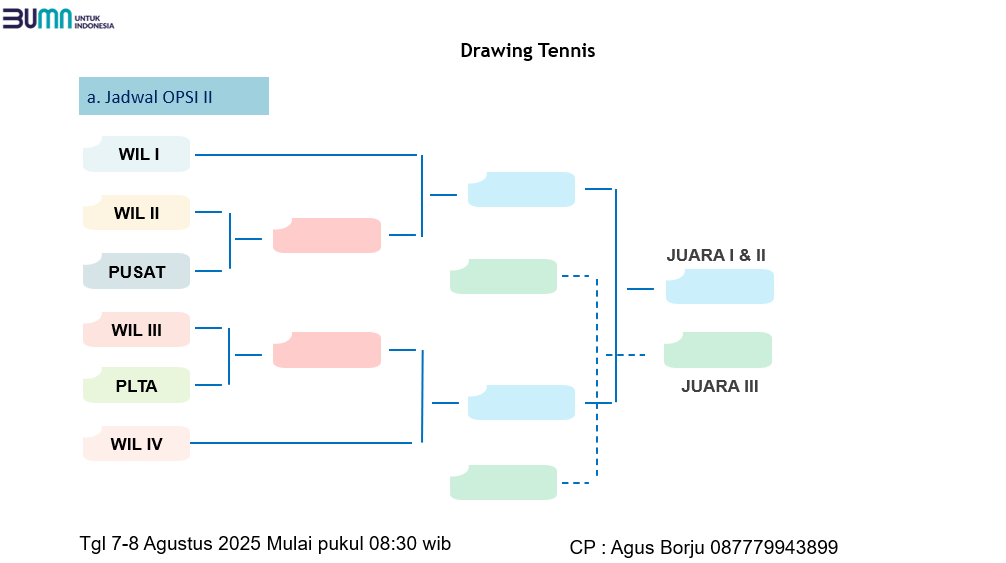 BUMN UNTUK
INDONESIA
Drawing Tennis
a. Jadwal OPSI II
WIL I
WIL II
PUSAT
WIL III
PLTA
WIL IV
JUARA I & II
JUARA III
Tgl 7-8 Agustus 2025 Mulai pukul 08:30 wib
CP : Agus Borju 087779943899